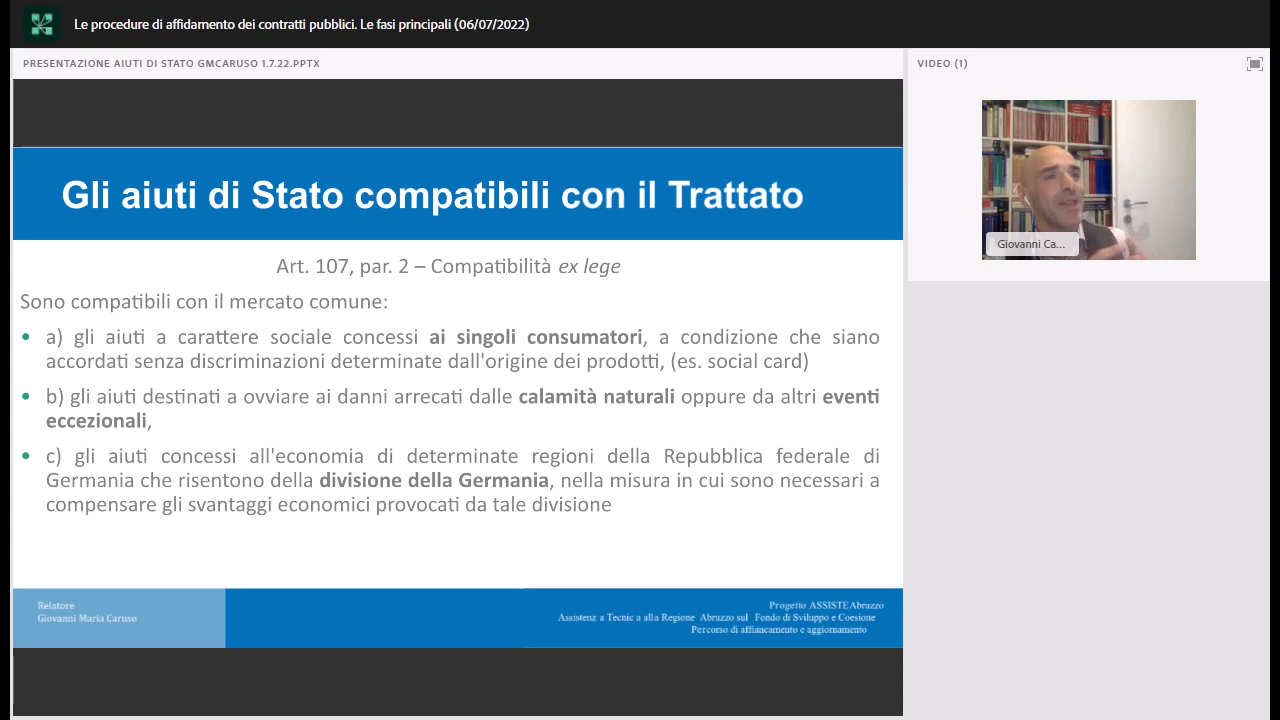 Le procedure di affidamento dei contratti pubblici. Le fasi principali (06/07/2022)
PRESENTAZIONE AIUTI DI STATO GMCARUSO 1.7.22.PPTX
VIDEO (1)
Gli aiuti di Stato compatibili con il Trattato
Art. 107, par. 2 – Compatibilità ex lege
Sono compatibili con il mercato comune:
• a) gli aiuti a carattere sociale concessi ai singoli consumatori, a condizione che siano
accordati senza discriminazioni determinate dall'origine dei prodotti, (es. social card)
• b) gli aiuti destinati a ovviare ai danni arrecati dalle calamità naturali oppure da altri eventi
eccezionali,
• c) gli aiuti concessi all'economia di determinate regioni della Repubblica federale di
Germania che risentono della divisione della Germania, nella misura in cui sono necessari a
compensare gli svantaggi economici provocati da tale divisione
Relatore
Giovanni Maria Caruso
Progetto ASSISTE Abruzzo
Assistenz a Tecnic a alla Regione Abruzzo sul Fondo di Sviluppo e Coesione
Percorso di affiancamento e aggiornamento
Giovanni Ca...